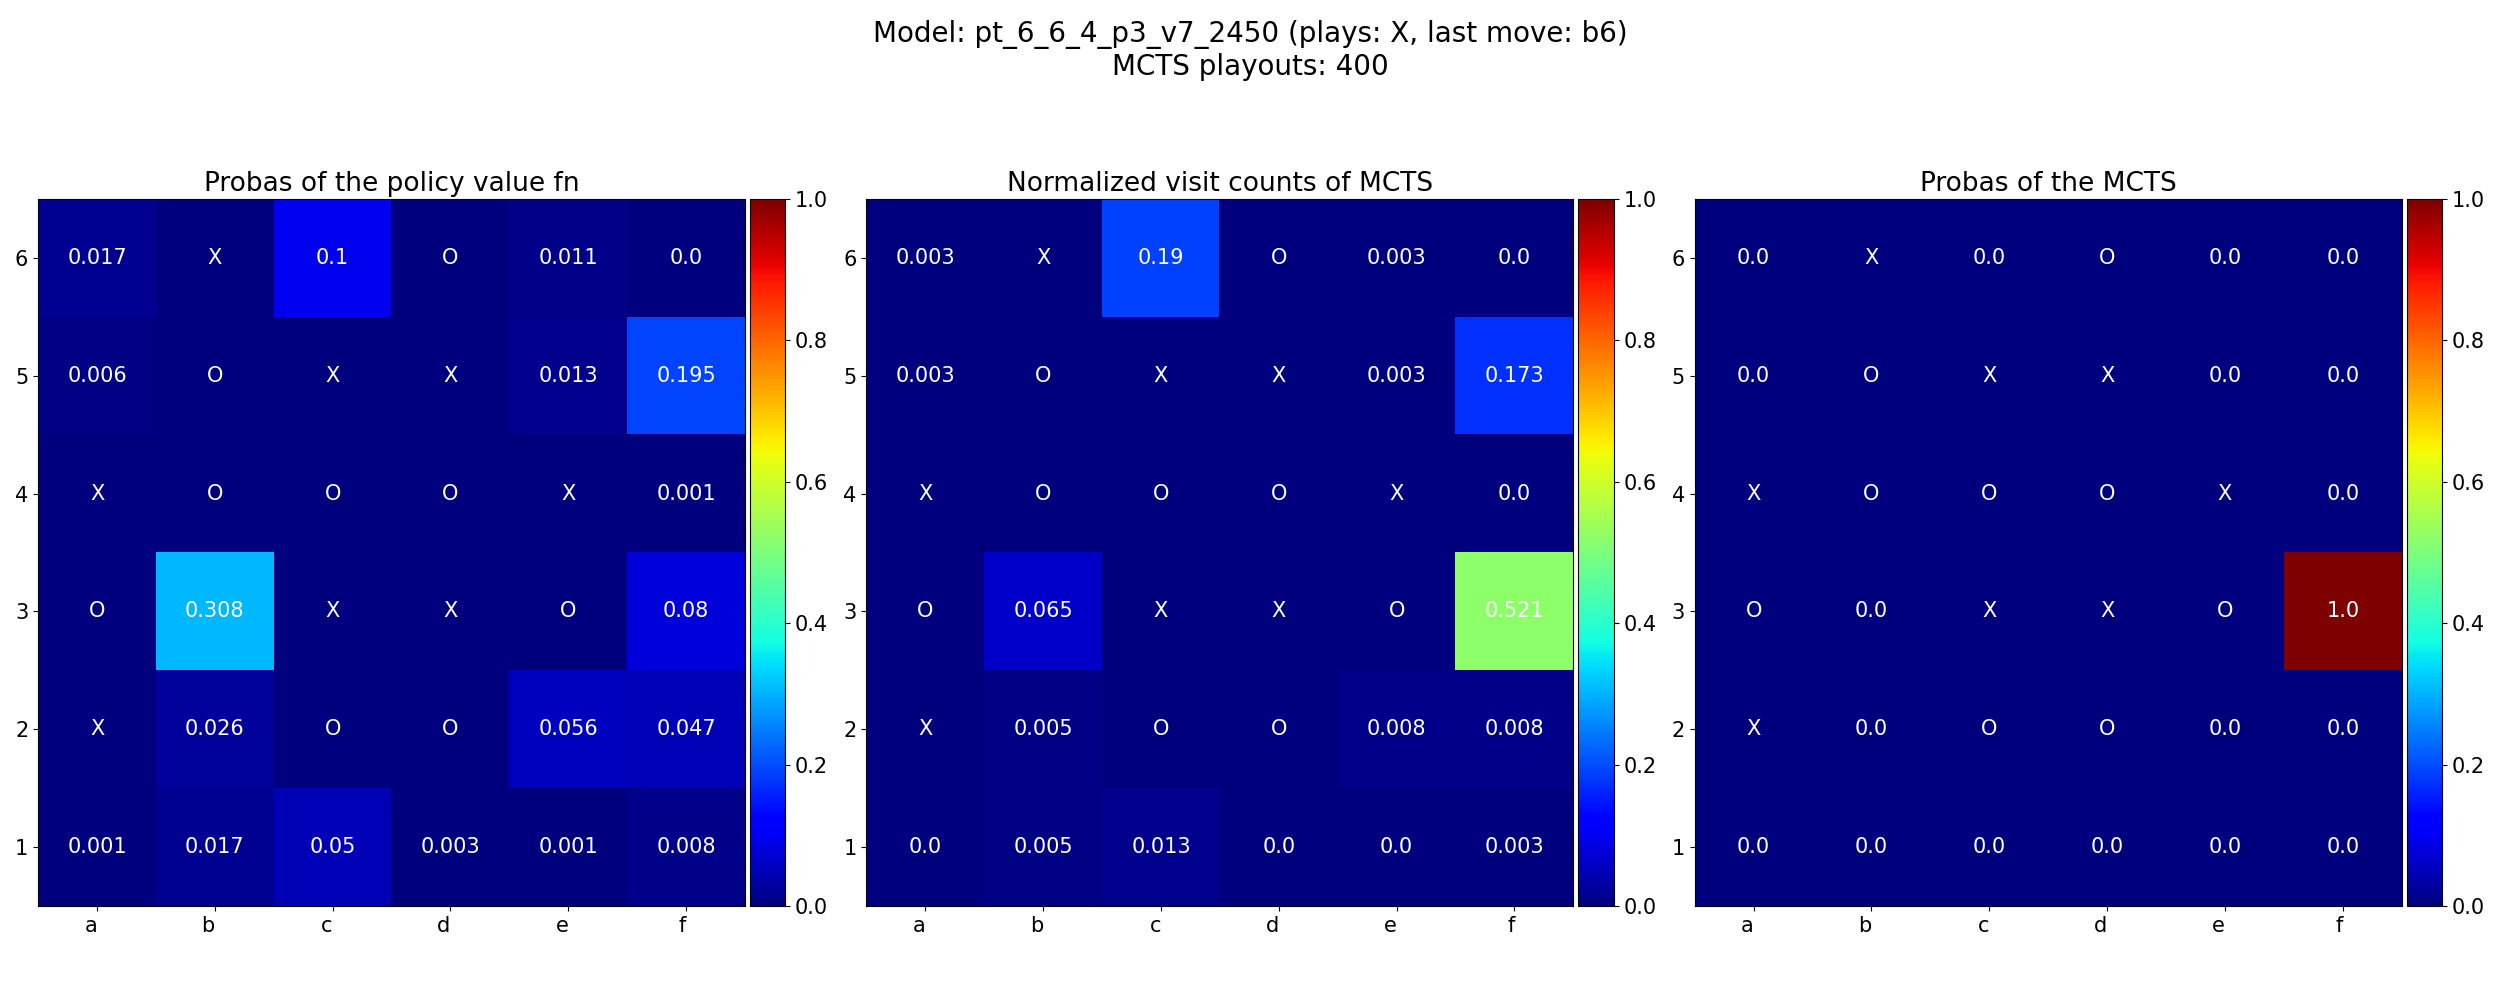 Model: pt_6_6_4_p3_v7_2450 (plays: X, last move: b6)
MCTS playouts: 400
Probas of the policy value fn
6 0.017 X 0.1 O 0.011 0.0
5 0.006 O X X 0.013 0.195
4 X O O O X 0.001
3 O 0.308 X X O 0.08
2 X 0.026 O O 0.056 0.047
1 0.001 0.017 0.05 0.003 0.001 0.008
a b c d e f
1.0
0.8
0.6
0.4
0.2
0.0
Normalized visit counts of MCTS
6 0.003 X 0.19 O 0.003 0.0
5 0.003 O X X 0.003 0.173
4 X O O O X 0.0
3 O 0.065 X X O 0.521
2 X 0.005 O O 0.008 0.008
1 0.0 0.005 0.013 0.0 0.0 0.003
a b c d e f
1.0
0.8
0.6
0.4
0.2
0.0
Probas of the MCTS
6 0.0 X 0.0 O 0.0 0.0
5 0.0 O X X 0.0 0.0
4 X O O O X 0.0
3 O 0.0 X X O 1.0
2 X 0.0 O O 0.0 0.0
1 0.0 0.0 0.0 0.0 0.0 0.0
a b c d e f
1.0
0.8
0.6
0.4
0.2
0.0